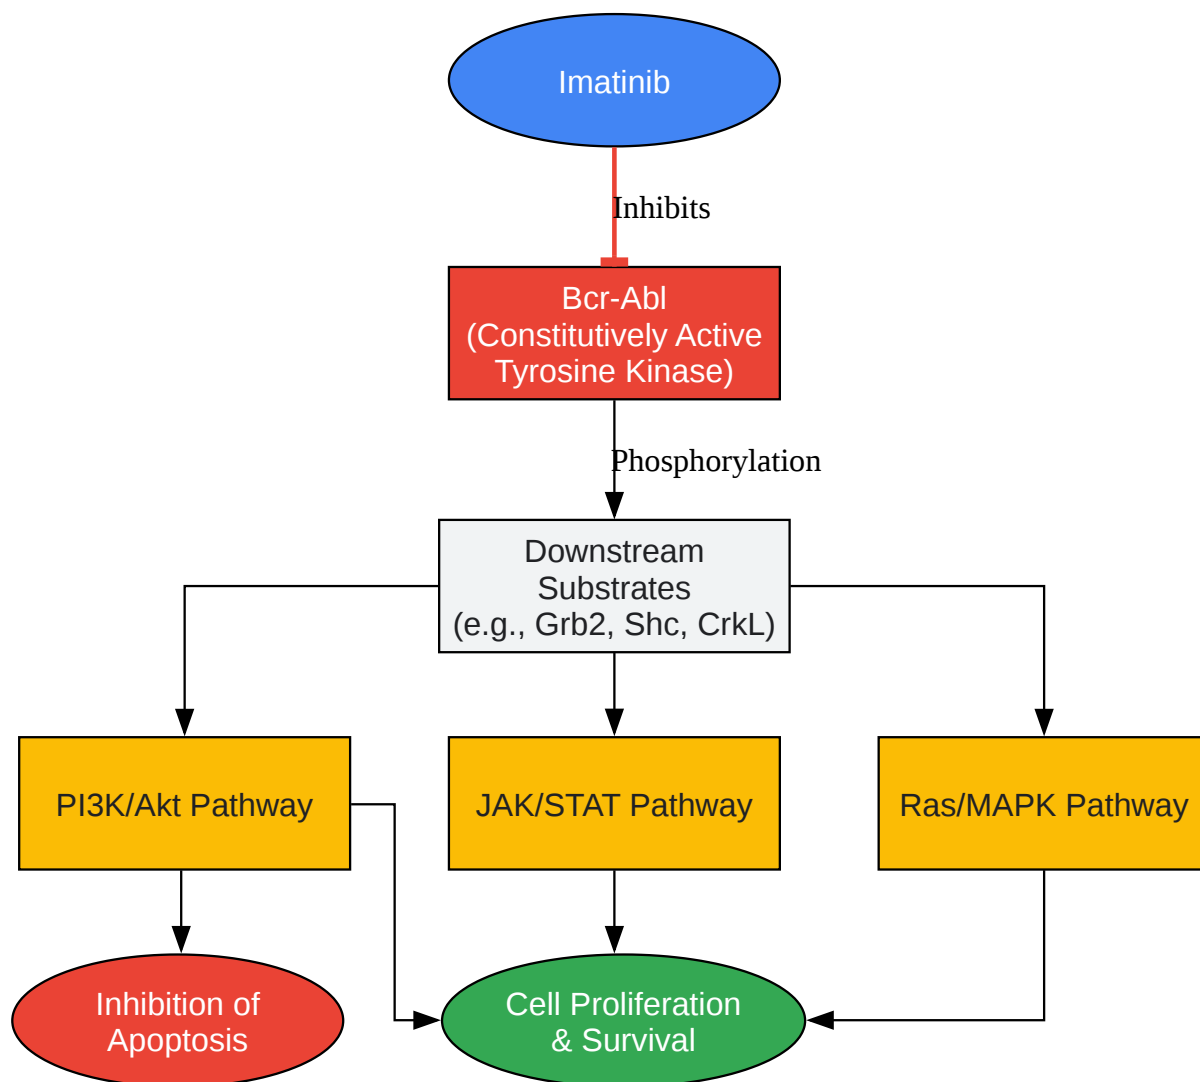 Imatinib
Inhibits
Bcr-Abl
(Constitutively Active
Tyrosine Kinase)
Phosphorylation
Downstream
Substrates
(e.g., Grb2, Shc, CrkL)
PI3K/Akt Pathway
JAK/STAT Pathway
Ras/MAPK Pathway
Inhibition of
Apoptosis
Cell Proliferation
& Survival